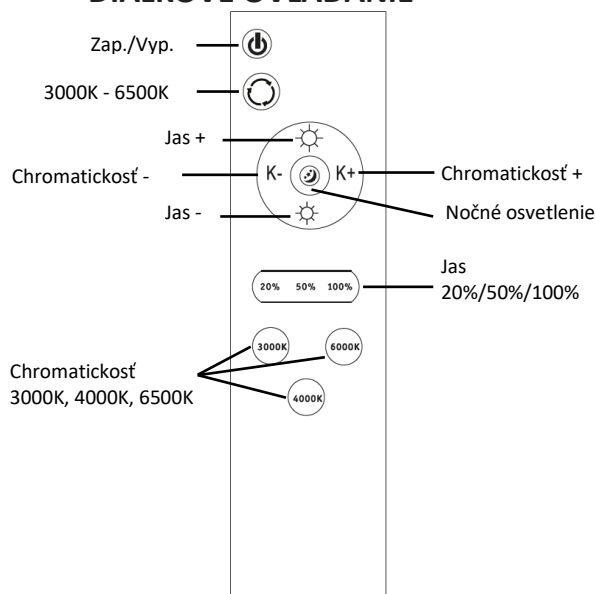 DIAĽKOVÉ OVLÁDANIE
Zap./Vyp.
3000K - 6500K
Jas +
K-
K+
Chromatickosť -
Chromatickosť +
Jas -
Nočné osvetlenie
Jas
20%/50%/100%
20% 50% 100%
3000K
6000K
Chromatickosť
3000K, 4000K, 6500K
4000K